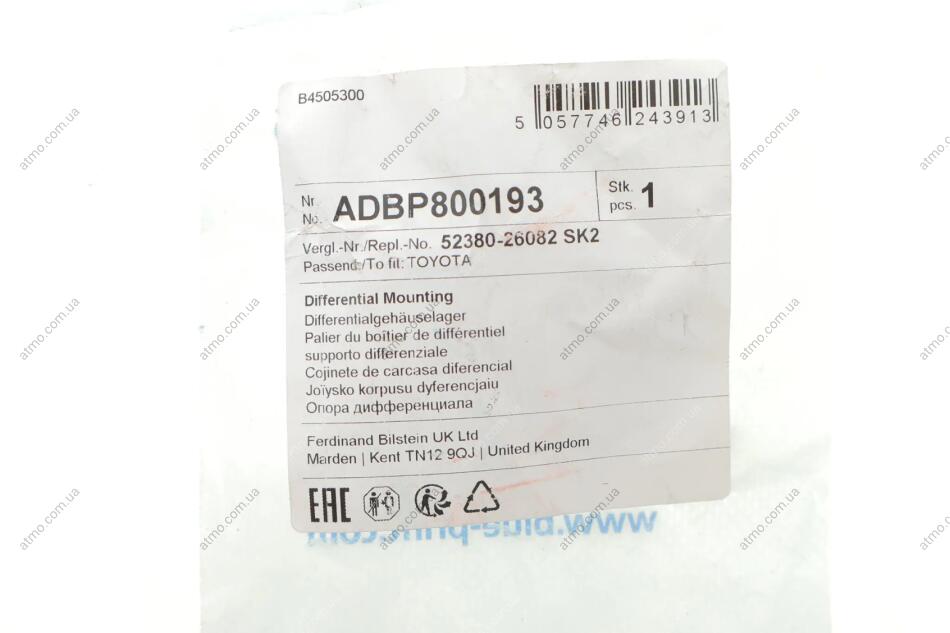 B4505300
5 057746 243913
Nr.
No. ADBP800193
Stk.
pcs. 1
Vergl.-Nr./Repl.-No. 52380-26082 SK2
Passend:/To fit: TOYOTA
Differential Mounting
Differentialgehäuselager
Palier du boîtier de différentiel
supporto differenziale
Cojinete de carcasa diferencial
Joïysko korpusu dyferencjaiu
Опора дифференциала
Ferdinand Bilstein UK Ltd
Marden | Kent TN12 9QJ | United Kingdom
EAC
www.blue-print.com
atmo.com.ua